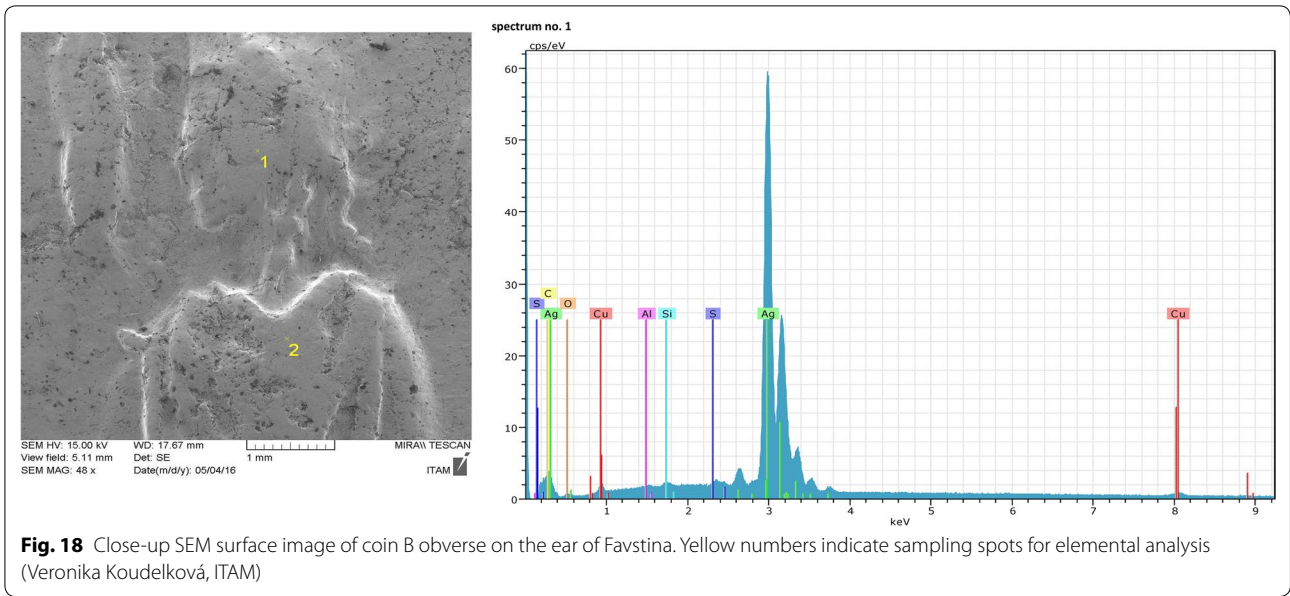 spectrum no. 1
cps/eV
60
50
40
30
20
10
0
S
C
Ag
O
Cu
Al
Si
S
Ag
Cu
1 2 3 4 5 6 7 8 9
keV
1
2
SEM HV: 15.00 kV WD: 17.67 mm MIRA\\ TESCAN
View field: 5.11 mm Det: SE 1 mm
SEM MAG: 48 x Date(m/d/y): 05/04/16 ITAM
Fig. 18 Close-up SEM surface image of coin B obverse on the ear of Favstina. Yellow numbers indicate sampling spots for elemental analysis
(Veronika Koudelková, ITAM)